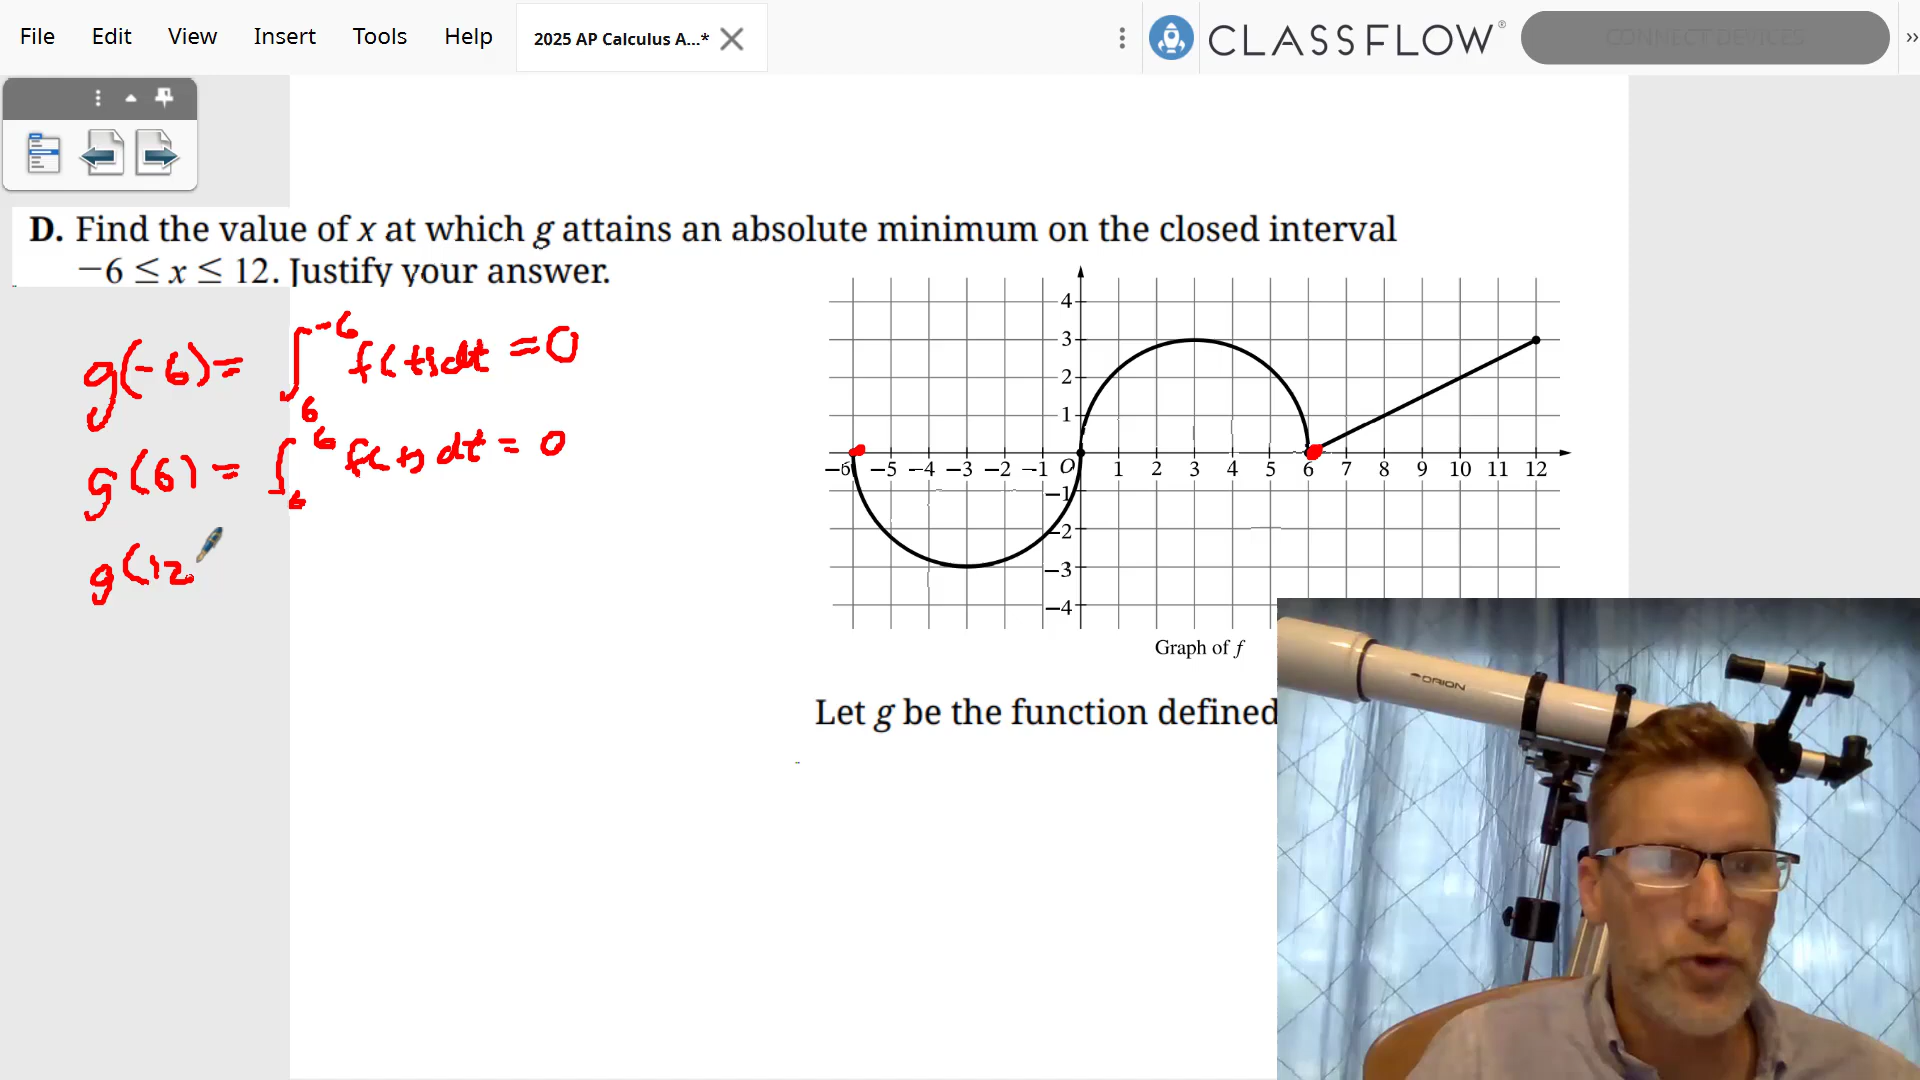 File Edit View Insert Tools Help 2025 AP Calculus A...* CLASSFLOW® CONNECT DEVICES »
D. Find the value of x at which g attains an absolute minimum on the closed interval
−6 ≤ x ≤ 12. Justify your answer.
g(-6) = ∫₆⁻⁶ f(t)dt = 0
g(6) = ∫₆⁶ f(t)dt = 0
g(12
4
3
2
1
−6 −5 −4 −3 −2 −1 O 1 2 3 4 5 6 7 8 9 10 11 12
−1
−2
−3
−4
Graph of f
Let g be the function defined
ORION